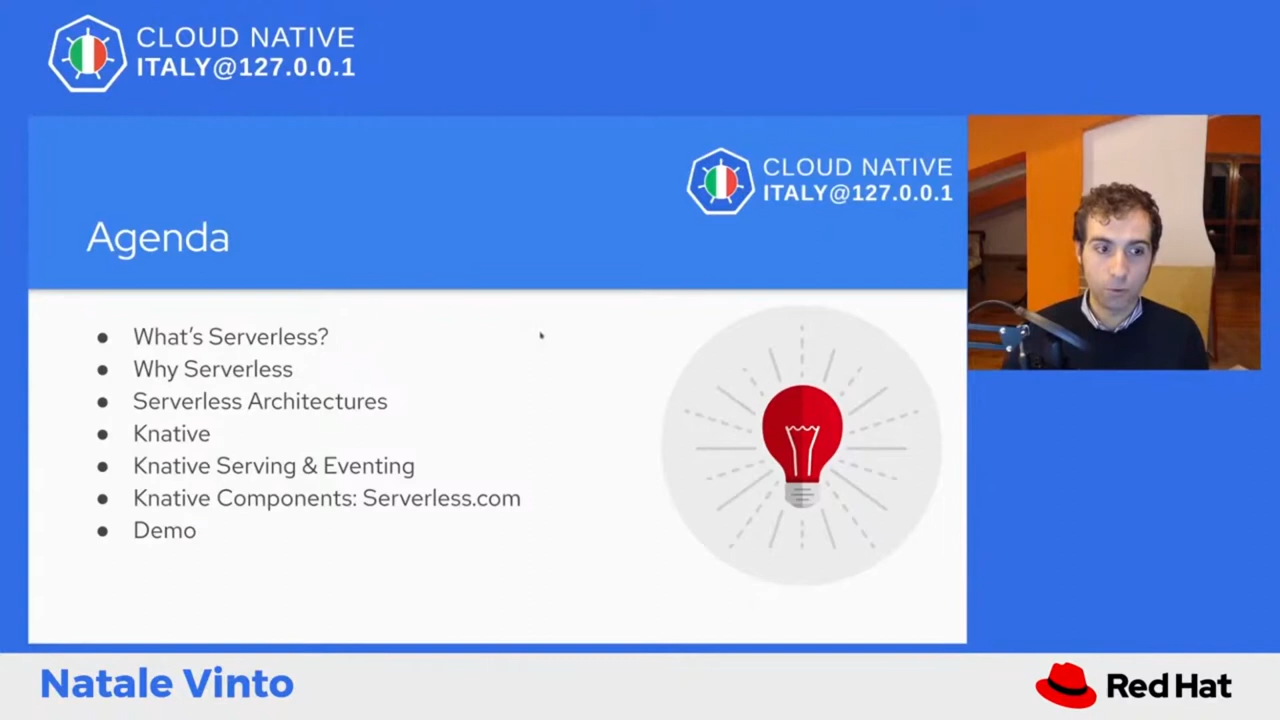 CLOUD NATIVE
ITALY@127.0.0.1
CLOUD NATIVE
ITALY@127.0.0.1
Agenda
● What's Serverless?
● Why Serverless
● Serverless Architectures
● Knative
● Knative Serving & Eventing
● Knative Components: Serverless.com
● Demo
Natale Vinto
Red Hat